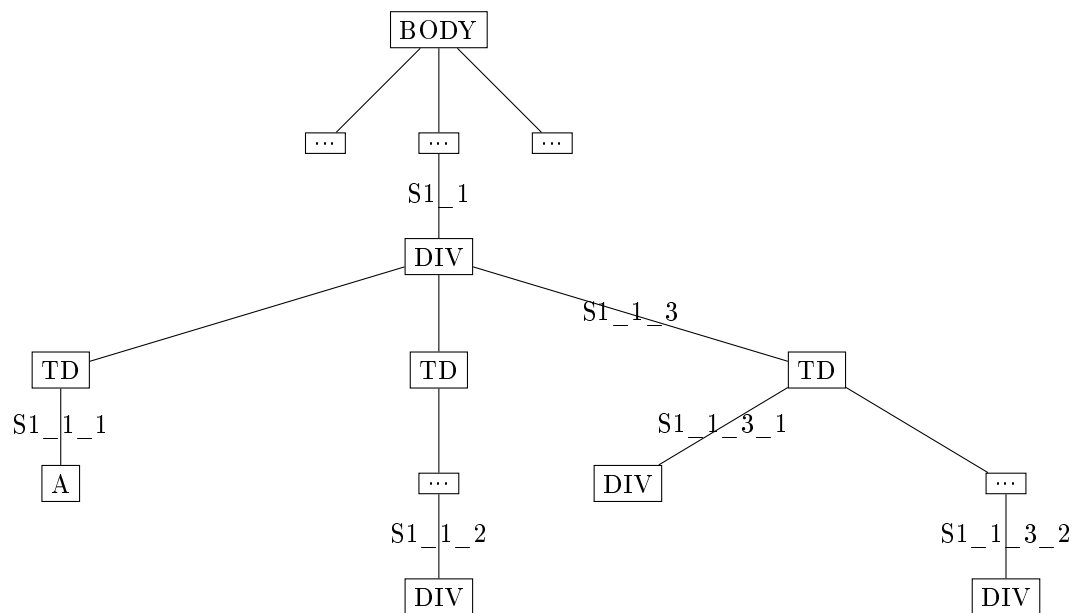 BODY
... ... ...
S1_1
DIV
S1_1_3
TD TD TD
S1_1_1 S1_1_3_1
A ... DIV ...
S1_1_2 S1_1_3_2
DIV DIV